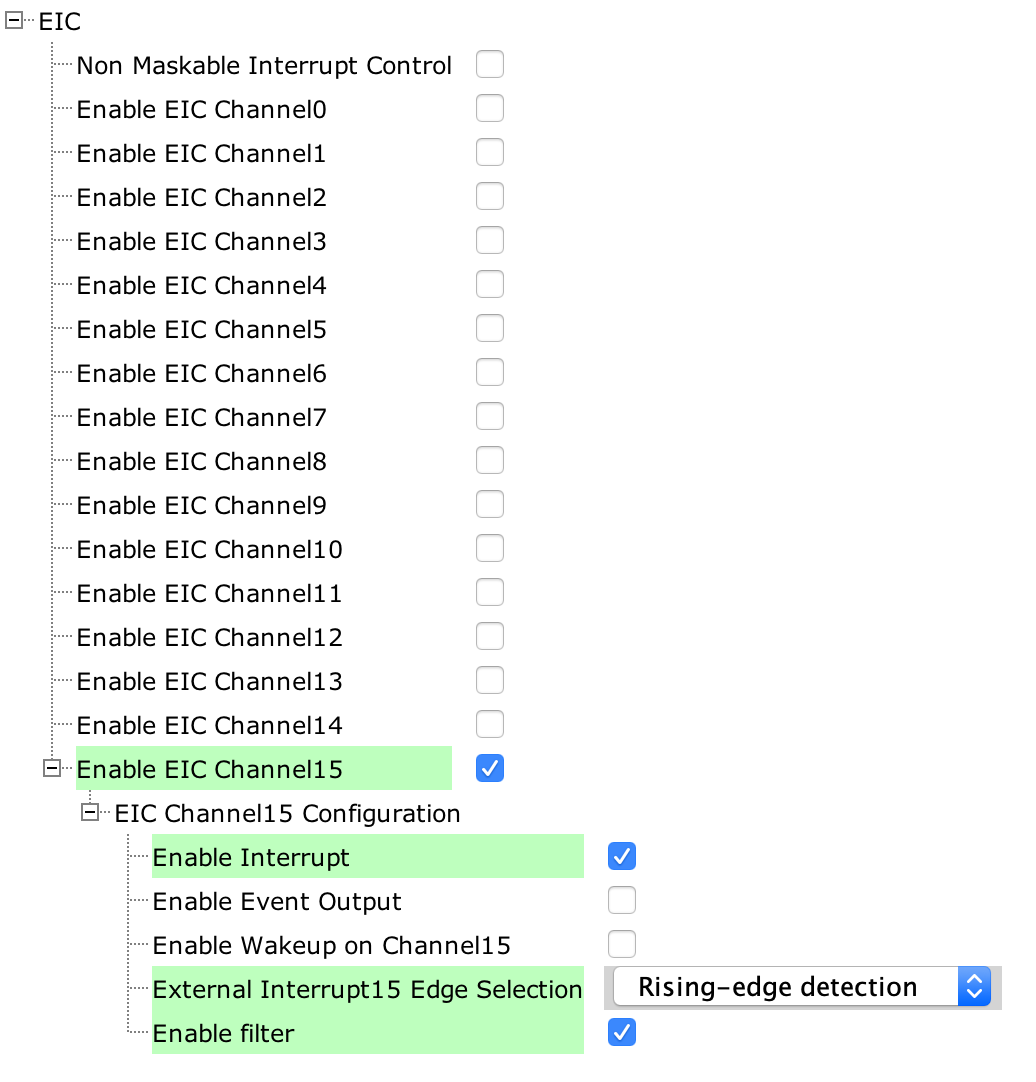 EIC
Non Maskable Interrupt Control
Enable EIC Channel0
Enable EIC Channel1
Enable EIC Channel2
Enable EIC Channel3
Enable EIC Channel4
Enable EIC Channel5
Enable EIC Channel6
Enable EIC Channel7
Enable EIC Channel8
Enable EIC Channel9
Enable EIC Channel10
Enable EIC Channel11
Enable EIC Channel12
Enable EIC Channel13
Enable EIC Channel14
Enable EIC Channel15
EIC Channel15 Configuration
Enable Interrupt
Enable Event Output
Enable Wakeup on Channel15
External Interrupt15 Edge Selection Rising-edge detection
Enable filter